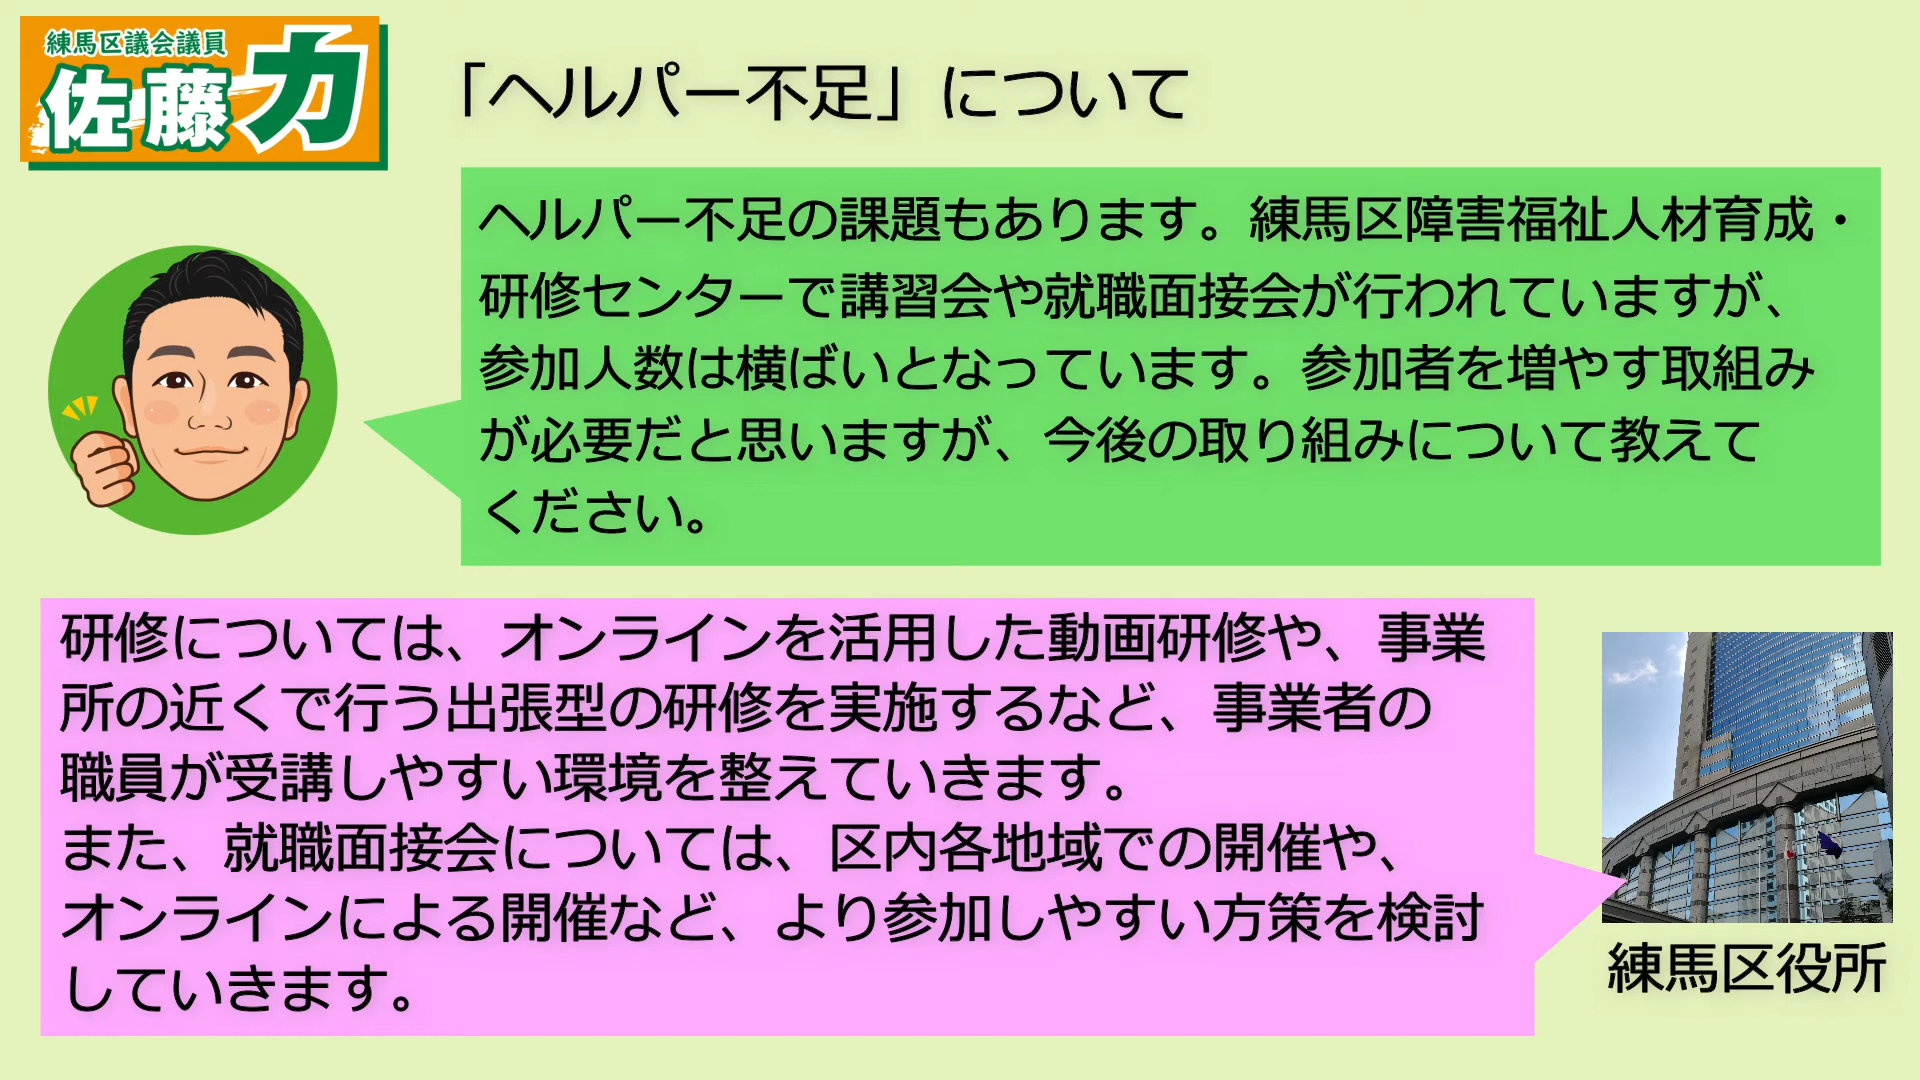 練馬区議会議員
佐藤力
「ヘルパー不足」について
ヘルパー不足の課題もあります。練馬区障害福祉人材育成・
研修センターで講習会や就職面接会が行われていますが、
参加人数は横ばいとなっています。参加者を増やす取組み
が必要だと思いますが、今後の取り組みについて教えて
ください。
研修については、オンラインを活用した動画研修や、事業
所の近くで行う出張型の研修を実施するなど、事業者の
職員が受講しやすい環境を整えていきます。
また、就職面接会については、区内各地域での開催や、
オンラインによる開催など、より参加しやすい方策を検討
していきます。
練馬区役所